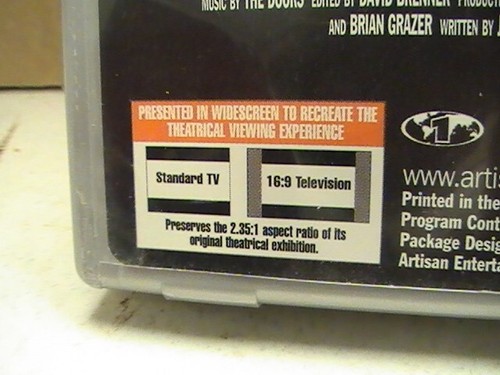 MUSIC BY THE DOORS EDITED BY DAVID BRENNER
AND BRIAN GRAZER WRITTEN BY
PRESENTED IN WIDESCREEN TO RECREATE THE
THEATRICAL VIEWING EXPERIENCE
Standard TV
16:9 Television
Preserves the 2.35:1 aspect ratio of its
original theatrical exhibition.
1
www.artis
Printed in the
Program Cont
Package Desig
Artisan Enterta